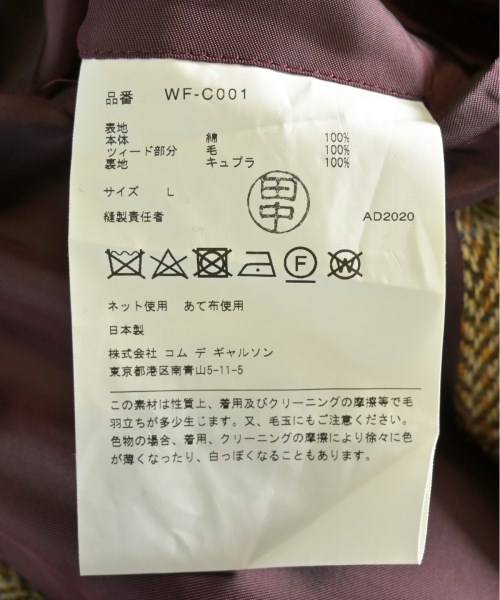 品番 WF-C001
表地
本体 綿 100%
ツィード部分 毛 100%
裏地 キュプラ 100%
サイズ L
田中
縫製責任者 AD2020
F W
ネット使用 あて布使用
日本製
株式会社 コム デ ギャルソン
東京都港区南青山5-11-5
この素材は性質上、着用及びクリーニングの摩擦等で毛
羽立ちが多少生じます。又、毛玉にもご注意ください。
色物の場合、着用、クリーニングの摩擦により徐々に色
が薄くなったり、白っぽくなることもあります。